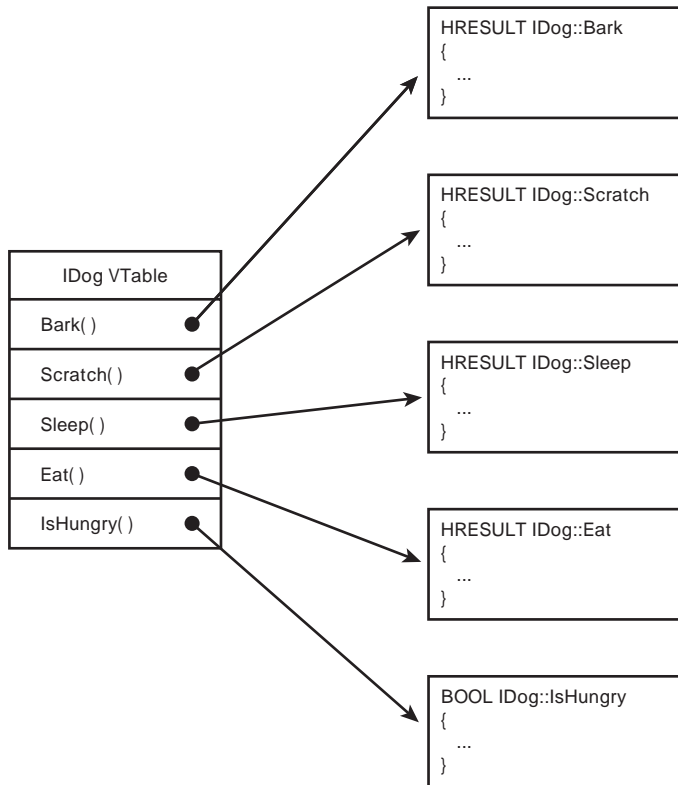 HRESULT IDog::Bark
{
...
}
HRESULT IDog::Scratch
{
...
}
IDog VTable
Bark( )
Scratch( )
Sleep( )
Eat( )
IsHungry( )
HRESULT IDog::Sleep
{
...
}
HRESULT IDog::Eat
{
...
}
BOOL IDog::IsHungry
{
...
}